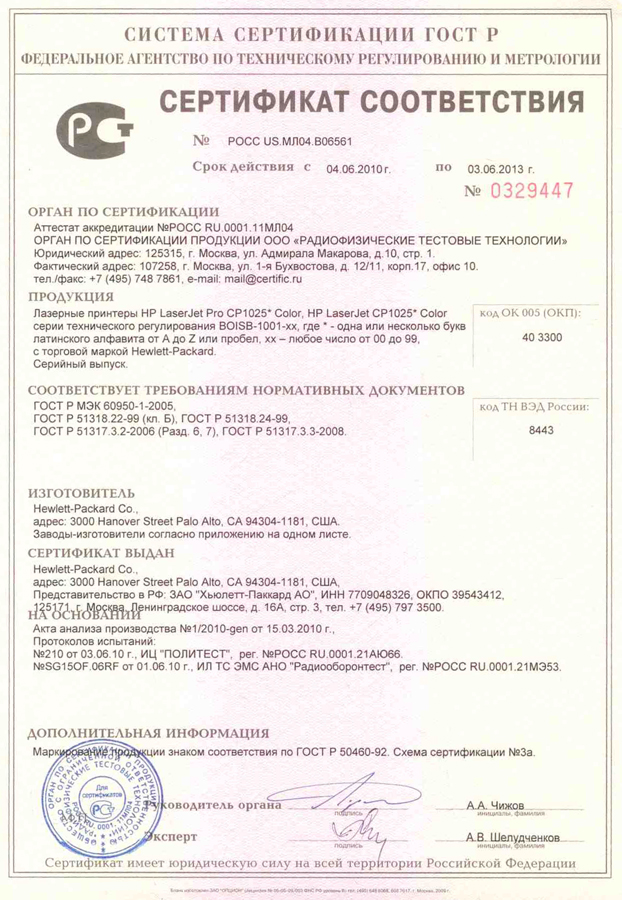 СИСТЕМА СЕРТИФИКАЦИИ ГОСТ Р
ФЕДЕРАЛЬНОЕ АГЕНТСТВО ПО ТЕХНИЧЕСКОМУ РЕГУЛИРОВАНИЮ И МЕТРОЛОГИИ
СЕРТИФИКАТ СООТВЕТСТВИЯ
№ РОСС US.МЛ04.В06561
Срок действия с 04.06.2010 г. по 03.06.2013 г.
№ 0329447
ОРГАН ПО СЕРТИФИКАЦИИ
Аттестат аккредитации №РОСС RU.0001.11МЛ04
ОРГАН ПО СЕРТИФИКАЦИИ ПРОДУКЦИИ ООО «РАДИОФИЗИЧЕСКИЕ ТЕСТОВЫЕ ТЕХНОЛОГИИ»
Юридический адрес: 125315, г. Москва, ул. Адмирала Макарова, д.10, стр. 1.
Фактический адрес: 107258, г. Москва, ул. 1-я Бухвостова, д. 12/11, корп.17, офис 10.
тел./факс: +7 (495) 748 7861, e-mail: mail@certific.ru
ПРОДУКЦИЯ
Лазерные принтеры HP LaserJet Pro CP1025* Color, HP LaserJet CP1025* Color
серии технического регулирования BOISB-1001-xx, где * - одна или несколько букв
латинского алфавита от A до Z или пробел, xx – любое число от 00 до 99,
с торговой маркой Hewlett-Packard.
Серийный выпуск.
код ОК 005 (ОКП):
40 3300
СООТВЕТСТВУЕТ ТРЕБОВАНИЯМ НОРМАТИВНЫХ ДОКУМЕНТОВ
ГОСТ Р МЭК 60950-1-2005,
ГОСТ Р 51318.22-99 (кл. Б), ГОСТ Р 51318.24-99,
ГОСТ Р 51317.3.2-2006 (Разд. 6, 7), ГОСТ Р 51317.3.3-2008.
код ТН ВЭД России:
8443
ИЗГОТОВИТЕЛЬ
Hewlett-Packard Co.,
адрес: 3000 Hanover Street Palo Alto, CA 94304-1181, США.
Заводы-изготовители согласно приложению на одном листе.
СЕРТИФИКАТ ВЫДАН
Hewlett-Packard Co.,
адрес: 3000 Hanover Street Palo Alto, CA 94304-1181, США,
Представительство в РФ: ЗАО "Хьюлетт-Паккард АО", ИНН 7709048326, ОКПО 39543412,
125171, г. Москва, Ленинградское шоссе, д. 16А, стр. 3, тел. +7 (495) 797 3500.
НА ОСНОВАНИИ
Акта анализа производства №1/2010-gen от 15.03.2010 г.,
Протоколов испытаний:
№210 от 03.06.10 г., ИЦ "ПОЛИТЕСТ", рег. №РОСС RU.0001.21АЮ66.
№SG15OF.06RF от 01.06.10 г., ИЛ ТС ЭМС АНО "Радиооборонтест", рег. №РОСС RU.0001.21МЭ53.
ДОПОЛНИТЕЛЬНАЯ ИНФОРМАЦИЯ
Маркирование продукции знаком соответствия по ГОСТ Р 50460-92. Схема сертификации №3а.
Для
сертификатов
Руководитель органа
подпись
А.А. Чижов
инициалы, фамилия
Эксперт
подпись
А.В. Шелудченков
инициалы, фамилия
Сертификат имеет юридическую силу на всей территории Российской Федерации